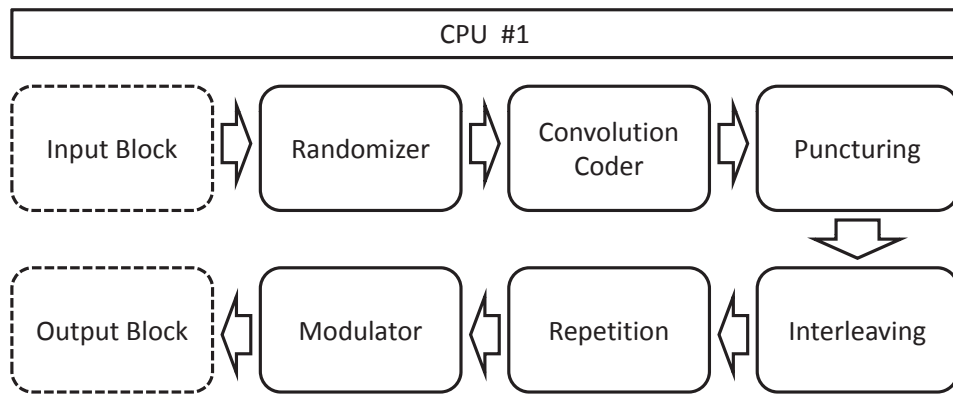 CPU #1
Input Block
Randomizer
Convolution
Coder
Puncturing
Interleaving
Repetition
Modulator
Output Block